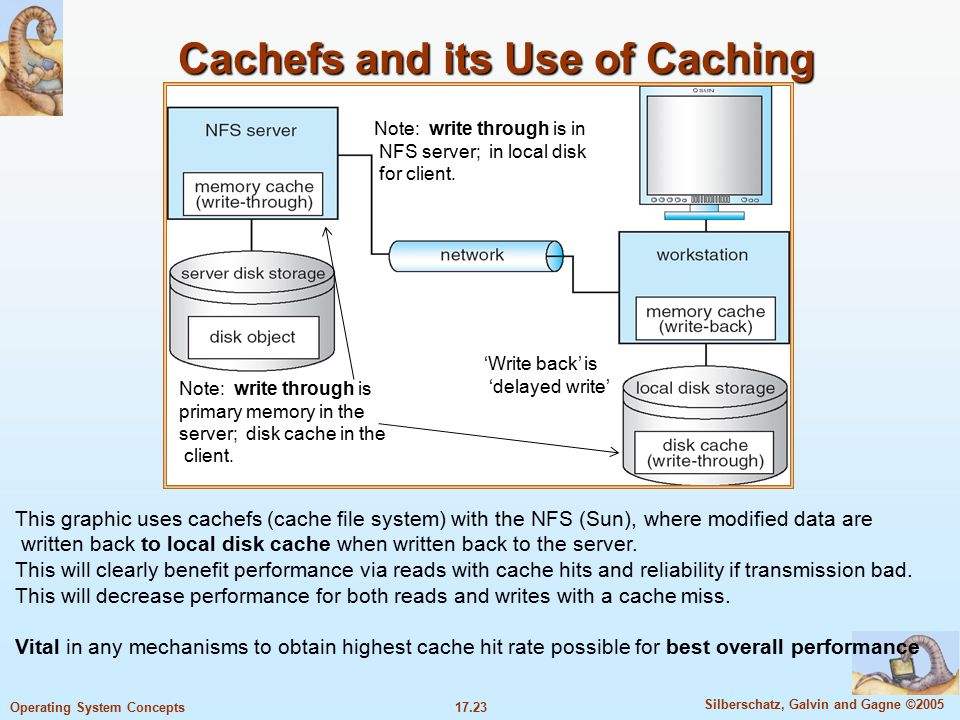 Cachefs and its Use of Caching
SUN
NFS server
memory cache
(write-through)
Note:  write through is in
NFS server;  in local disk
for client.
network
workstation
memory cache
(write-back)
server disk storage
disk object
‘Write back’ is
‘delayed write’
local disk storage
disk cache
(write-through)
Note:  write through is
primary memory in the
server;  disk cache in the
client.
This graphic uses cachefs (cache file system) with the NFS (Sun), where modified data are
written back to local disk cache when written back to the server.
This will clearly benefit performance via reads with cache hits and reliability if transmission bad.
This will decrease performance for both reads and writes with a cache miss.
Vital in any mechanisms to obtain highest cache hit rate possible for best overall performance
Operating System Concepts
17.23
Silberschatz, Galvin and Gagne ©2005